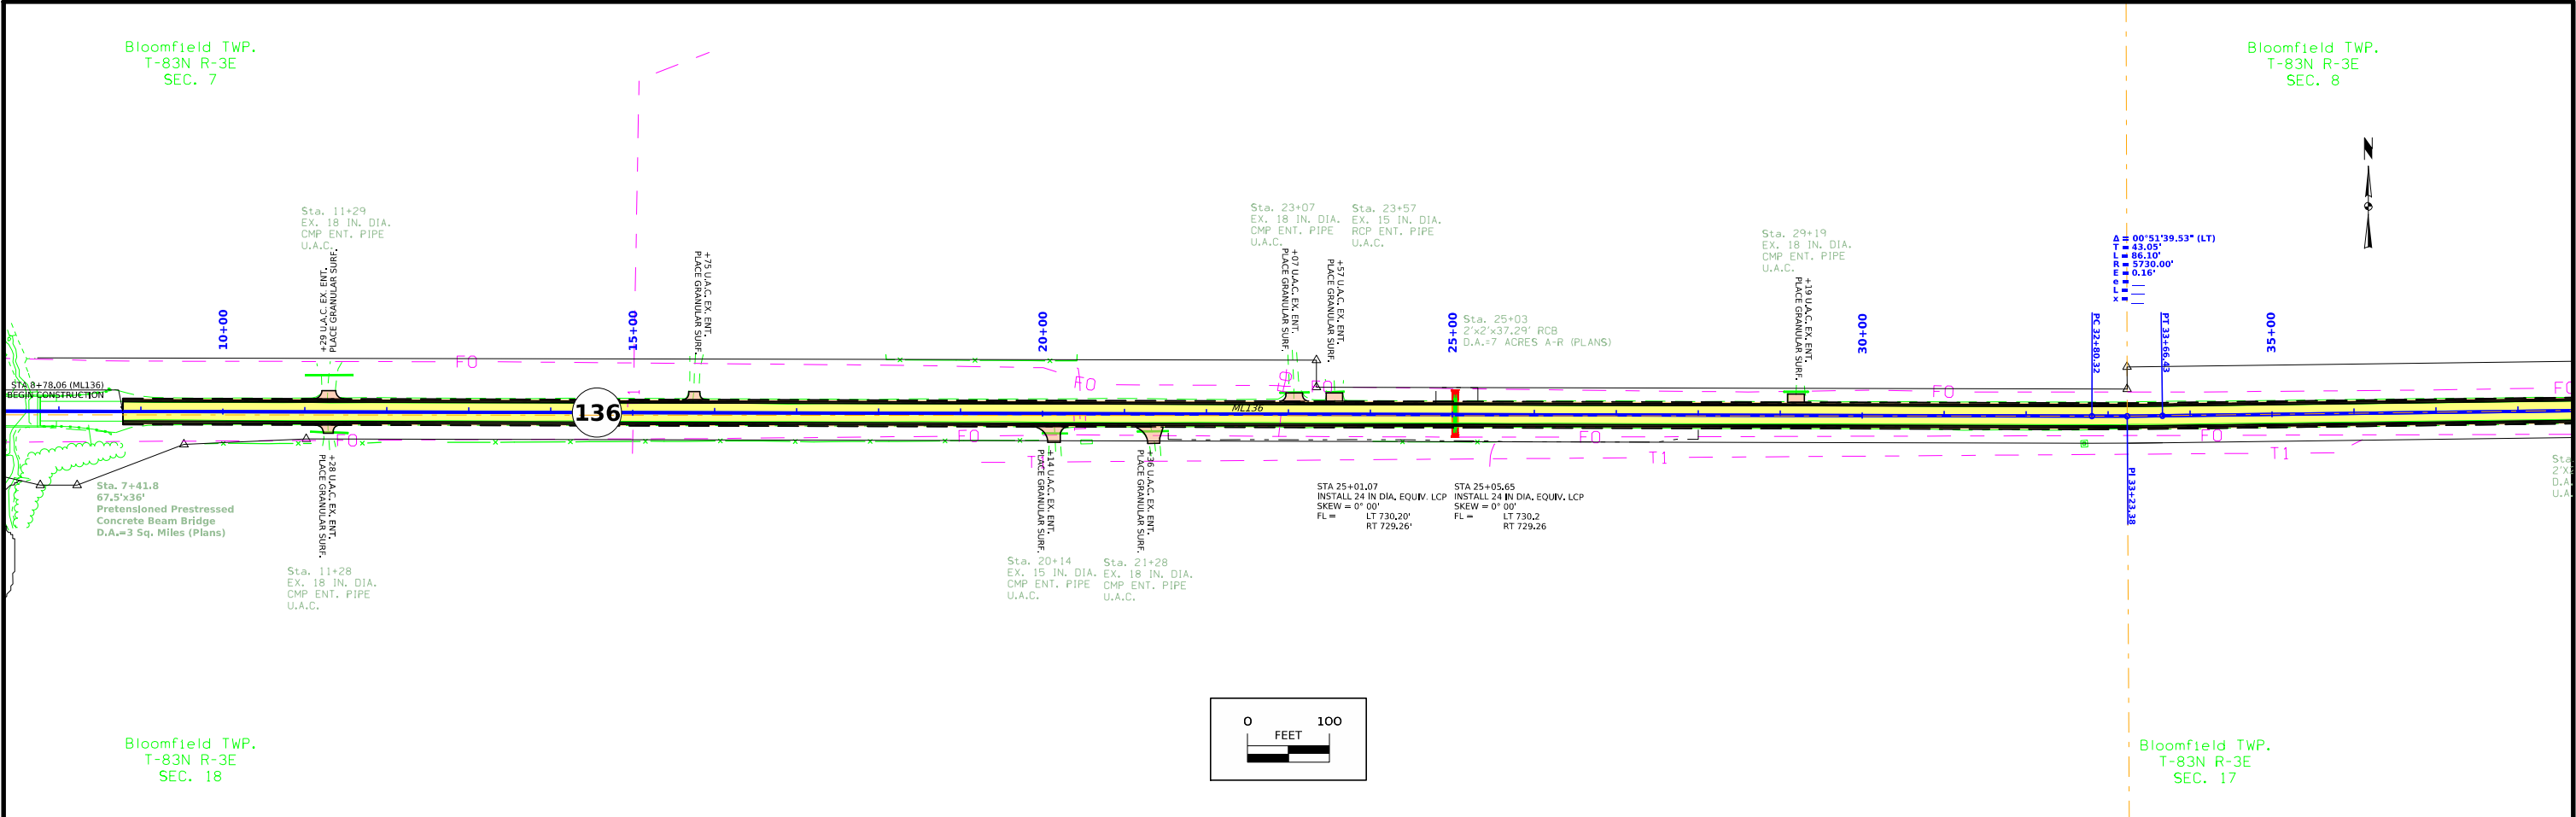 Bloomfield TWP.
T-83N R-3E
SEC. 7
Bloomfield TWP.
T-83N R-3E
SEC. 8
N
Sta. 11+29
EX. 18 IN. DIA.
CMP ENT. PIPE
U.A.C.
+29 U.A.C. EX. ENT.
PLACE GRANULAR SURF.
+75 U.A.C. EX. ENT.
PLACE GRANULAR SURF.
Sta. 23+07
EX. 18 IN. DIA.
CMP ENT. PIPE
U.A.C.
Sta. 23+57
EX. 15 IN. DIA.
RCP ENT. PIPE
U.A.C.
+07 U.A.C. EX. ENT.
PLACE GRANULAR SURF.
+57 U.A.C. EX. ENT.
PLACE GRANULAR SURF.
Sta. 29+19
EX. 18 IN. DIA.
CMP ENT. PIPE
U.A.C.
+19 U.A.C. EX. ENT.
PLACE GRANULAR SURF.
Δ = 00°51'39.53" (LT)
T = 43.05'
L = 86.10'
R = 5730.00'
E = 0.16'
e =
L =
x =
10+00
15+00
20+00
25+00
30+00
35+00
Sta. 25+03
2'x2'x37.29' RCB
D.A.=7 ACRES A-R (PLANS)
PC 32+80.32
PT 33+66.43
PI 33+23.38
STA 8+78.06 (ML136)
BEGIN CONSTRUCTION
FO
FO
FO
FO
FO
136
ML136
FO
FO
FO
FO
T1
T1
Sta. 7+41.8
67.5'x36'
Pretensioned Prestressed
Concrete Beam Bridge
D.A.=3 Sq. Miles (Plans)
+28 U.A.C. EX. ENT.
PLACE GRANULAR SURF.
Sta. 11+28
EX. 18 IN. DIA.
CMP ENT. PIPE
U.A.C.
+14 U.A.C. EX. ENT.
PLACE GRANULAR SURF.
+36 U.A.C. EX. ENT.
PLACE GRANULAR SURF.
Sta. 20+14
EX. 15 IN. DIA.
CMP ENT. PIPE
U.A.C.
Sta. 21+28
EX. 18 IN. DIA.
CMP ENT. PIPE
U.A.C.
STA 25+01.07
INSTALL 24 IN DIA. EQUIV. LCP
SKEW = 0° 00'
FL = LT 730.20'
RT 729.26'
STA 25+05.65
INSTALL 24 IN DIA. EQUIV. LCP
SKEW = 0° 00'
FL = LT 730.2
RT 729.26
0 100
FEET
Bloomfield TWP.
T-83N R-3E
SEC. 18
Bloomfield TWP.
T-83N R-3E
SEC. 17